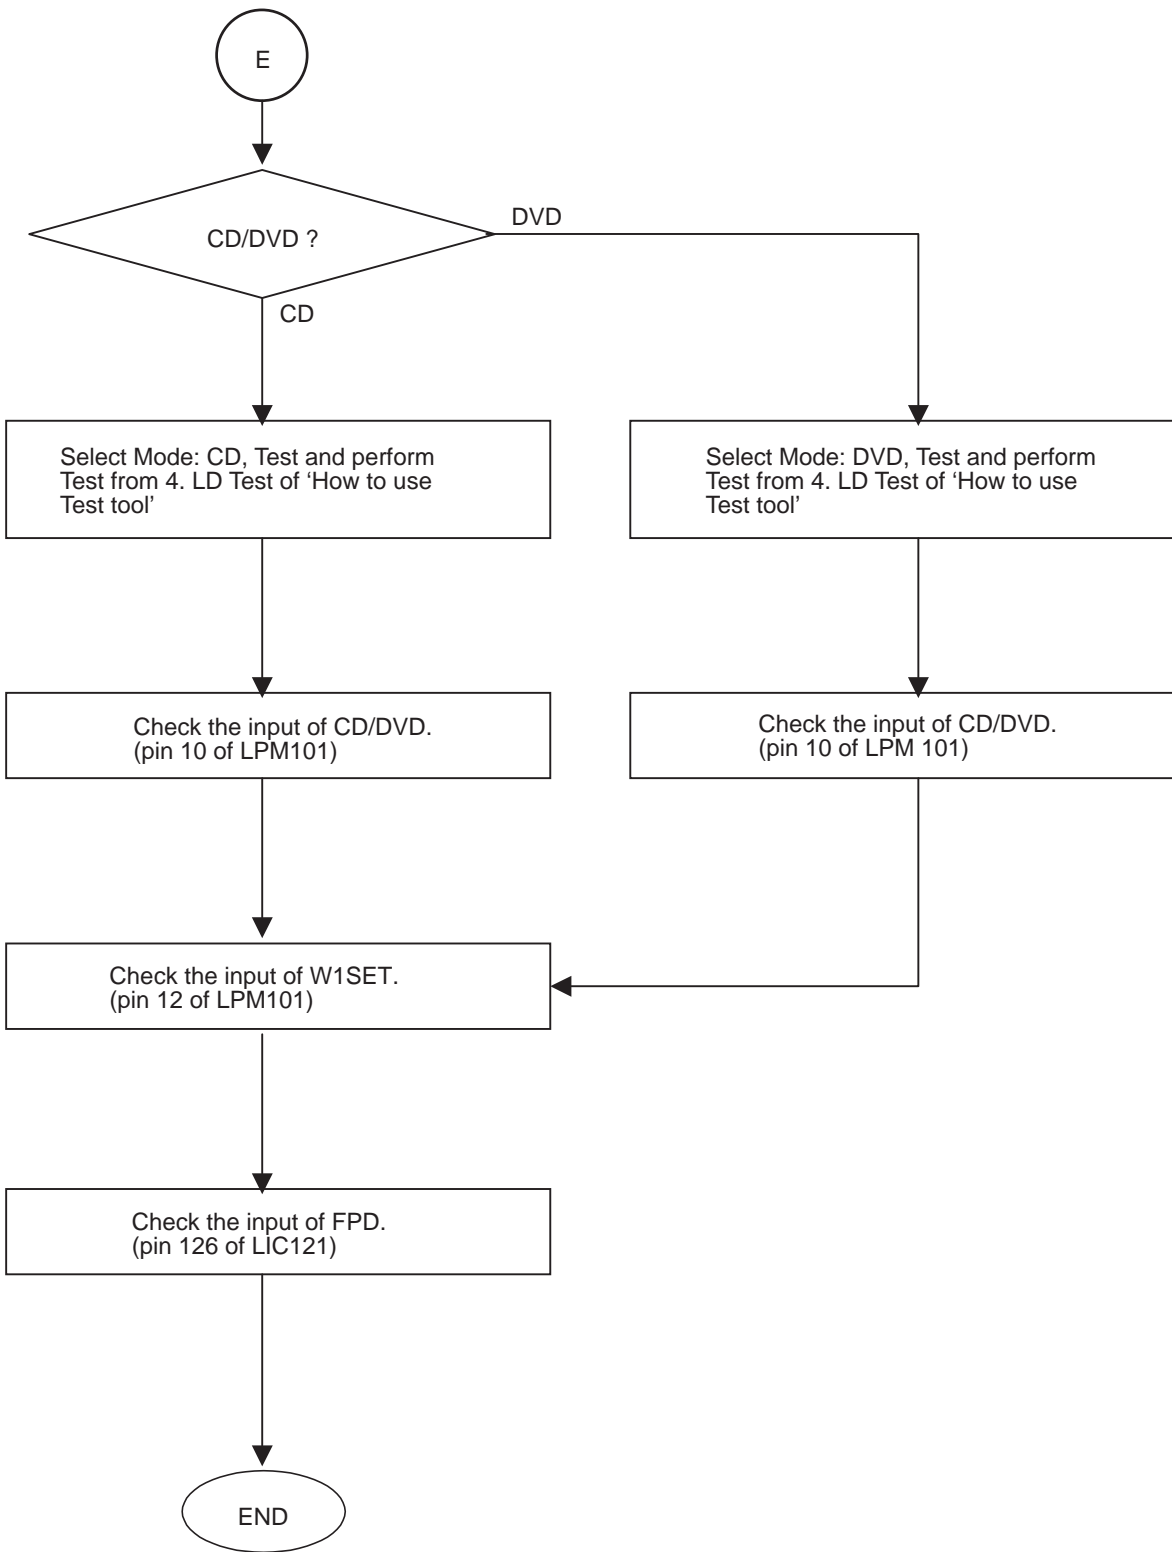 E
CD/DVD ?
DVD
CD
Select Mode: CD, Test and perform
Test from 4. LD Test of ‘How to use
Test tool’
Select Mode: DVD, Test and perform
Test from 4. LD Test of ‘How to use
Test tool’
Check the input of CD/DVD.
(pin 10 of LPM101)
Check the input of CD/DVD.
(pin 10 of LPM 101)
Check the input of W1SET.
(pin 12 of LPM101)
Check the input of FPD.
(pin 126 of LIC121)
END